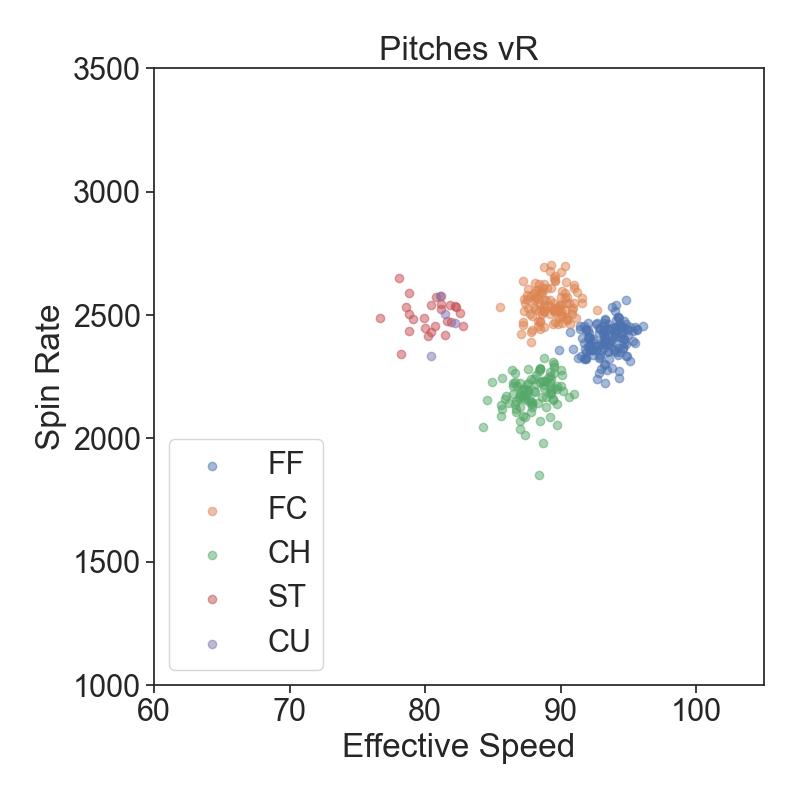 Pitches vR
3500
3000
2500
2000
1500
1000
Spin Rate
FF
FC
CH
ST
CU
60 70 80 90 100
Effective Speed